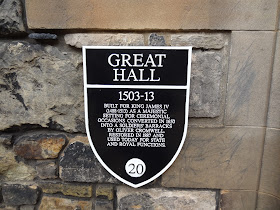 GREAT
HALL
1503-13
BUILT FOR KING JAMES IV
(1488-1513) AS A MAJESTIC
SETTING FOR CEREMONIAL
OCCASIONS CONVERTED IN 1650
INTO A SOLDIERS' BARRACKS
BY OLIVER CROMWELL.
RESTORED IN 1887 AND
USED TODAY FOR STATE
AND ROYAL FUNCTIONS.
20